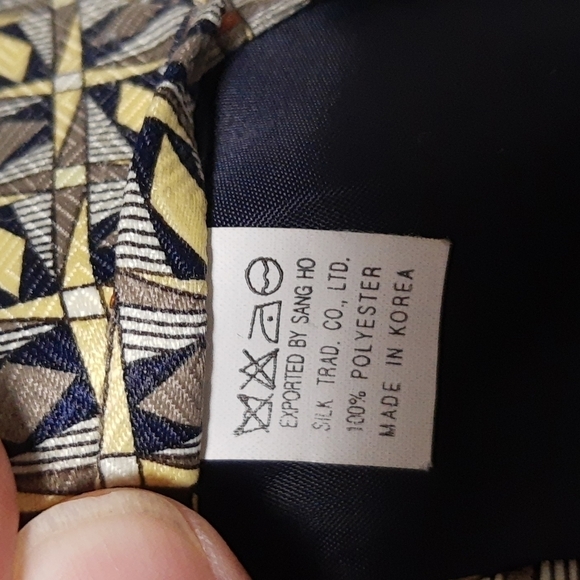 EXPORTED BY SANG HO
SILK TRAD. CO., LTD.
100% POLYESTER
MADE IN KOREA